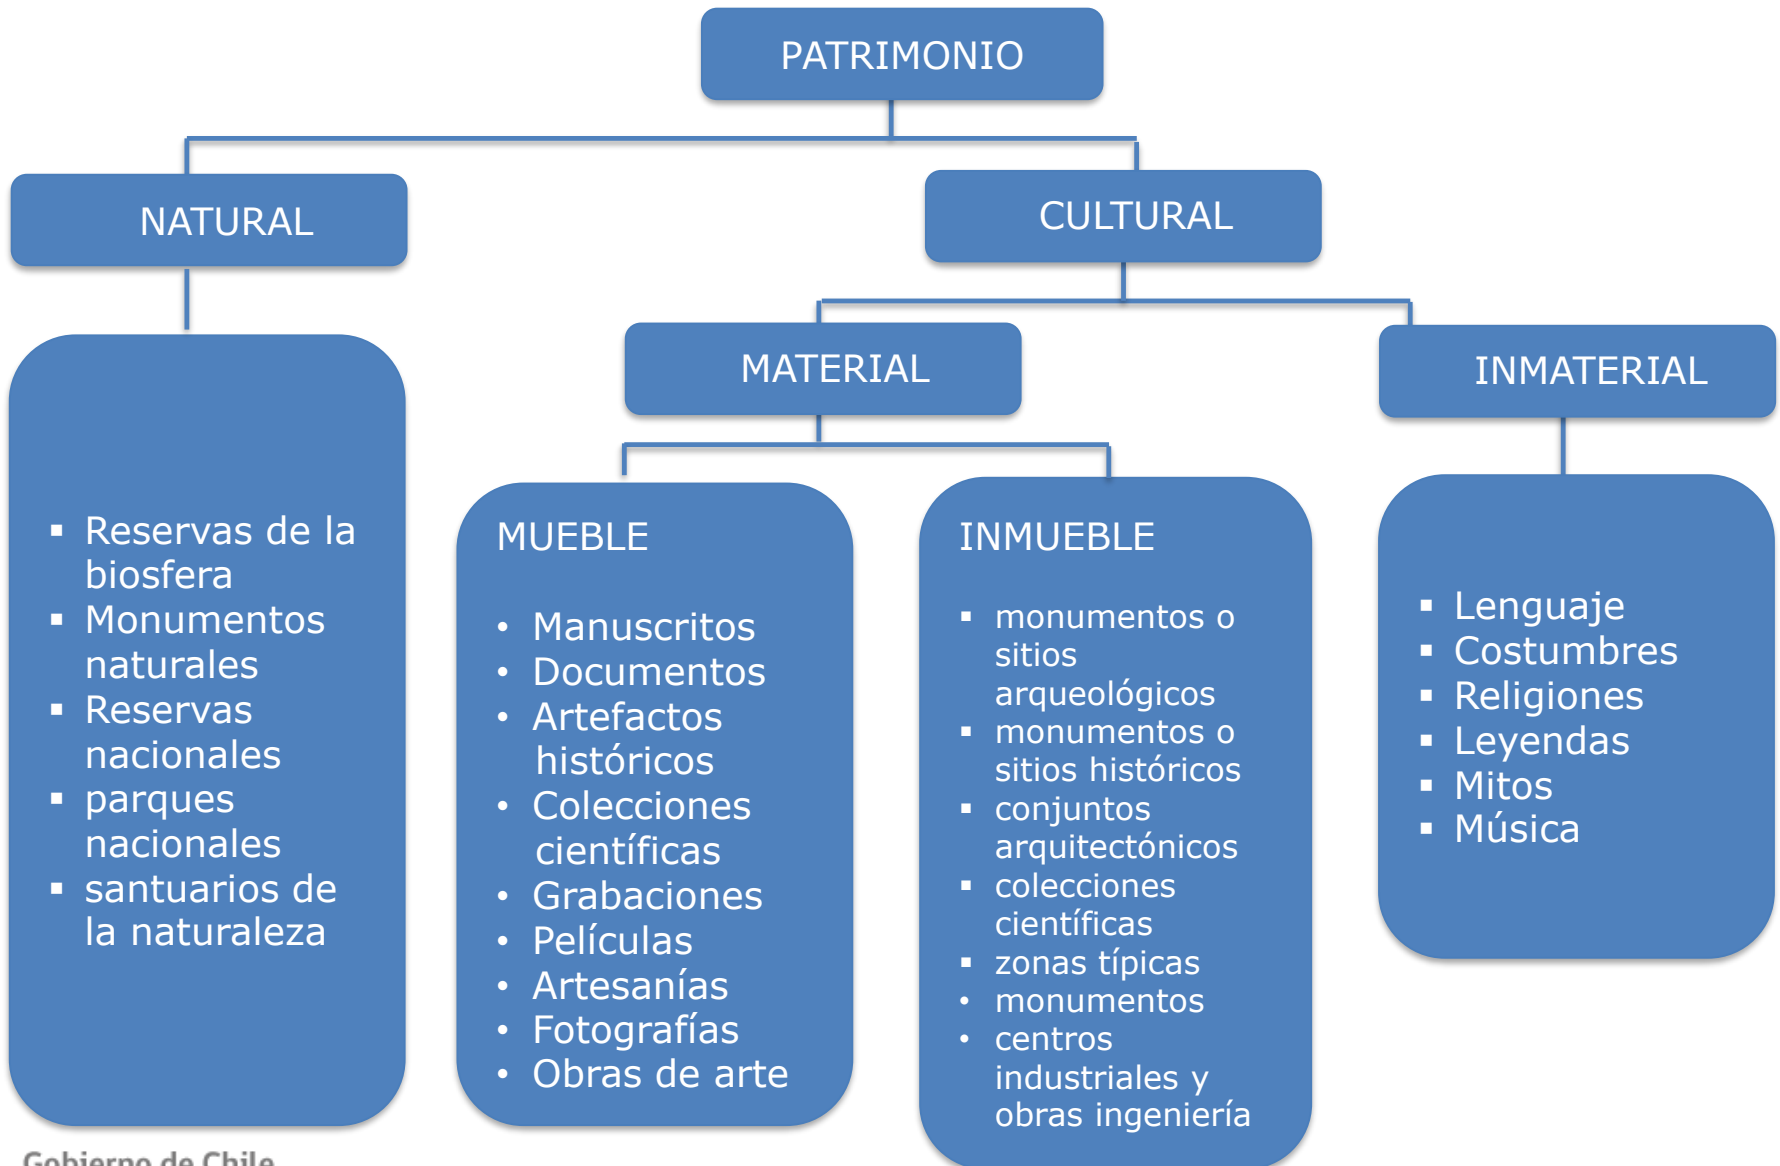 PATRIMONIO
NATURAL
CULTURAL
MATERIAL
INMATERIAL
▪ Reservas de la
biosfera
▪ Monumentos
naturales
▪ Reservas
nacionales
▪ parques
nacionales
▪ santuarios de
la naturaleza
MUEBLE
• Manuscritos
• Documentos
• Artefactos
históricos
• Colecciones
científicas
• Grabaciones
• Películas
• Artesanías
• Fotografías
• Obras de arte
INMUEBLE
▪ monumentos o
sitios
arqueológicos
▪ monumentos o
sitios históricos
▪ conjuntos
arquitectónicos
▪ colecciones
científicas
▪ zonas típicas
• monumentos
• centros
industriales y
obras ingeniería
▪ Lenguaje
▪ Costumbres
▪ Religiones
▪ Leyendas
▪ Mitos
▪ Música
Gobierno de Chile